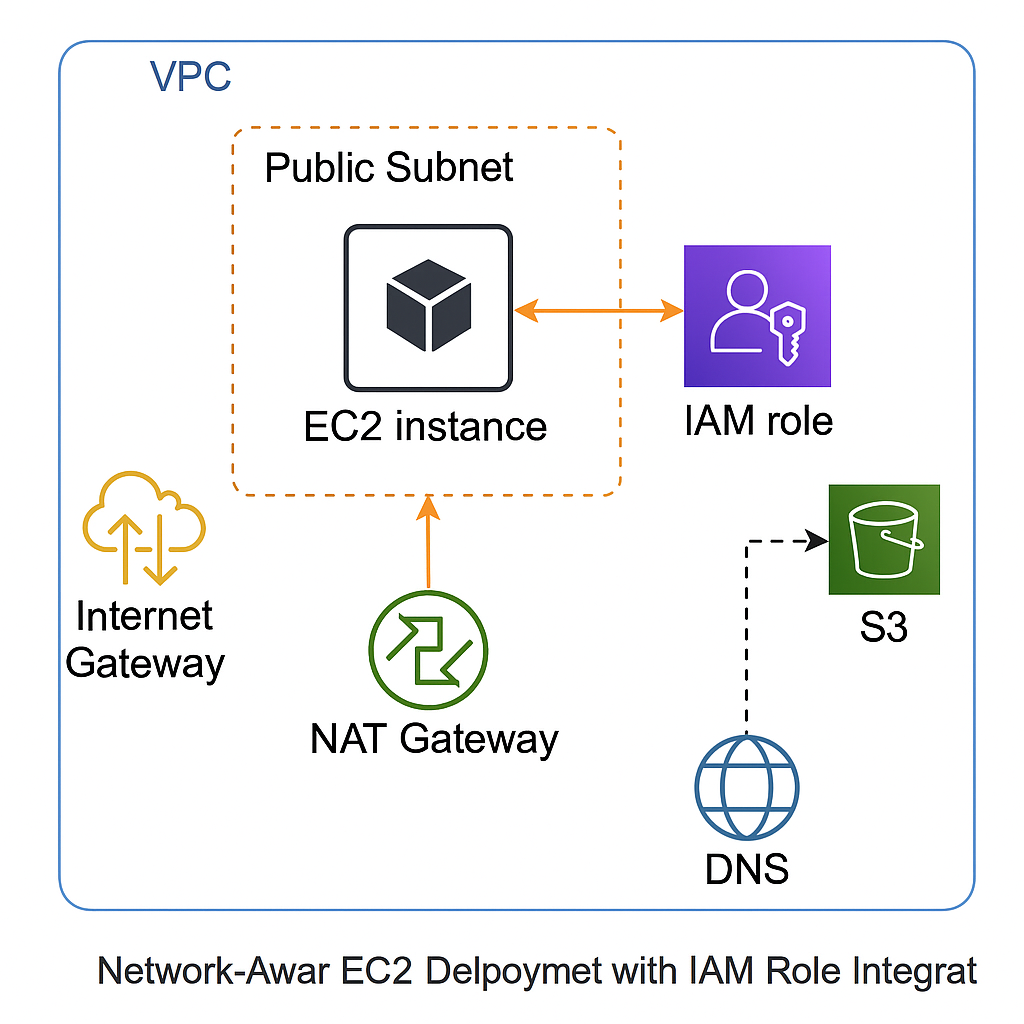 VPC
Public Subnet
EC2 instance
IAM role
Internet
Gateway
S3
NAT Gateway
DNS
Network-Awar EC2 Delpoymet with IAM Role Integrat